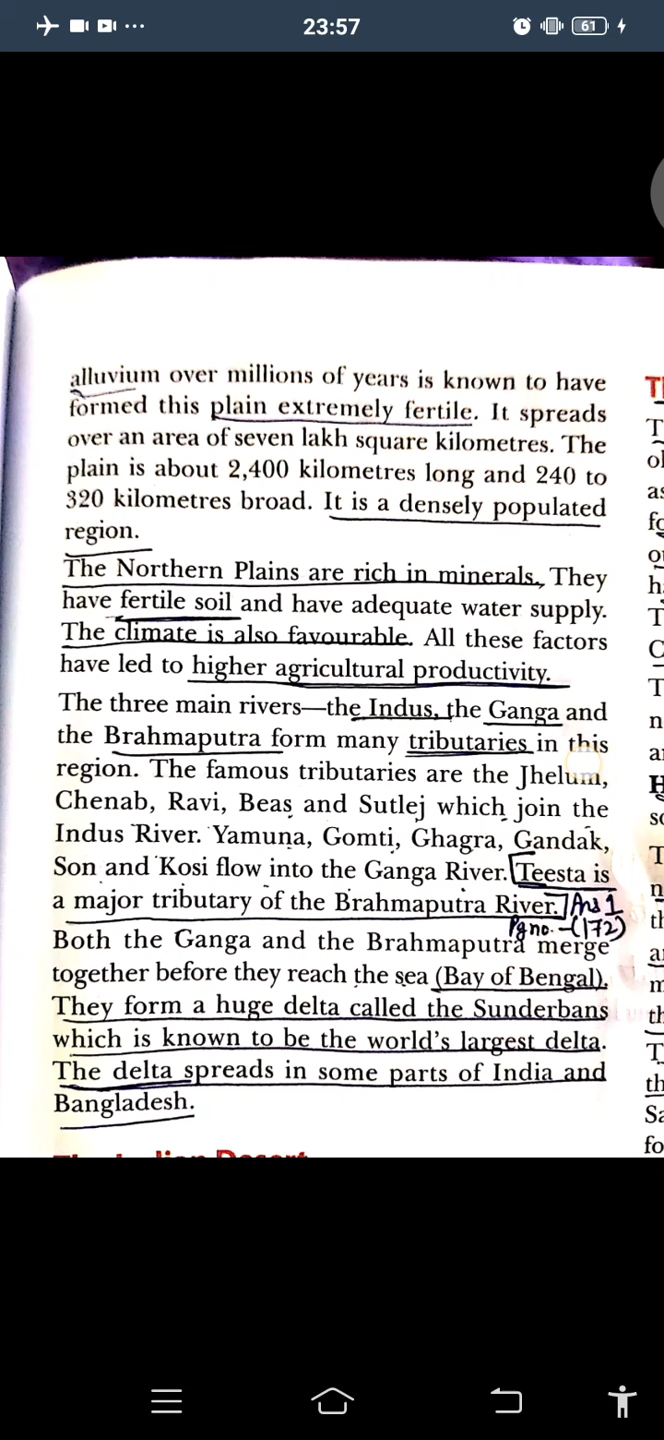 23:57
61
alluvium over millions of years is known to have
formed this plain extremely fertile. It spreads
over an area of seven lakh square kilometres. The
plain is about 2,400 kilometres long and 240 to
320 kilometres broad. It is a densely populated
region.
The Northern Plains are rich in minerals. They
have fertile soil and have adequate water supply.
The climate is also favourable. All these factors
have led to higher agricultural productivity.
The three main rivers—the Indus, the Ganga and
the Brahmaputra form many tributaries in this
region. The famous tributaries are the Jhelum,
Chenab, Ravi, Beas and Sutlej which join the
Indus River. Yamuna, Gomti, Ghagra, Gandak,
Son and Kosi flow into the Ganga River. [Teesta is
a major tributary of the Brahmaputra River.] Ans 1
Pg no. -(172)
Both the Ganga and the Brahmaputra merge
together before they reach the sea (Bay of Bengal).
They form a huge delta called the Sunderbans
which is known to be the world's largest delta.
The delta spreads in some parts of India and
Bangladesh.